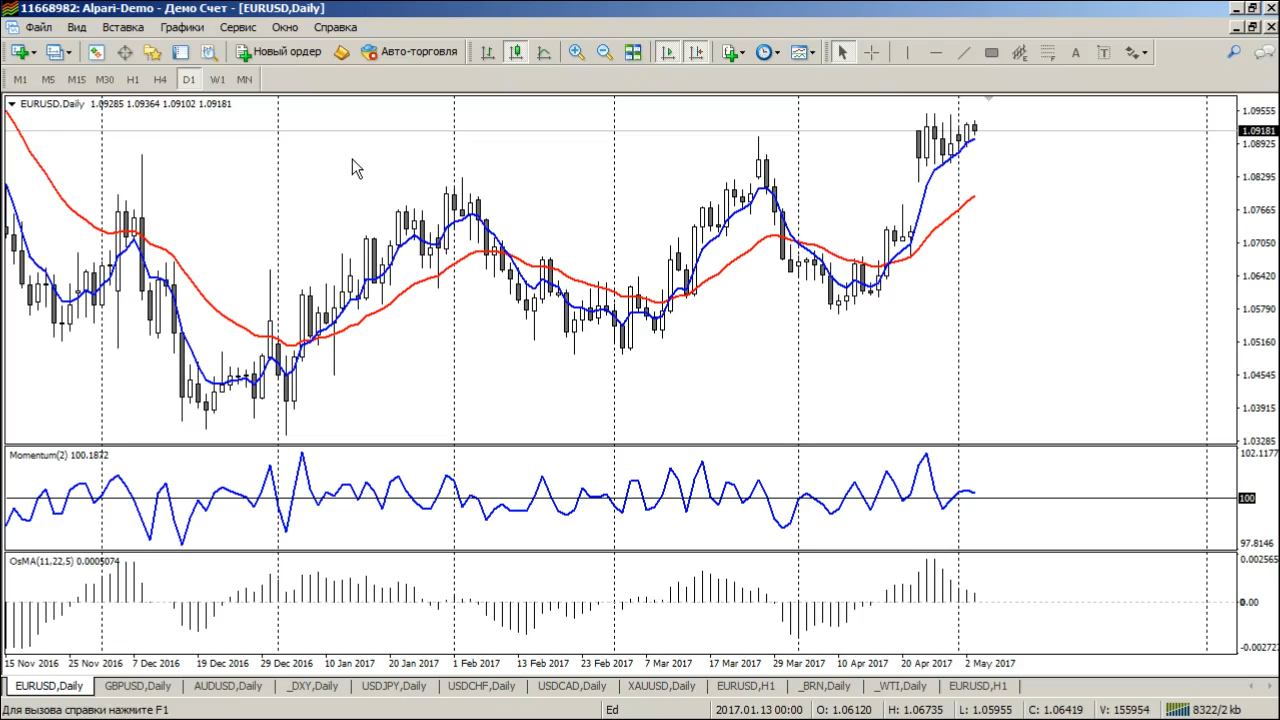 11668982: Alpari-Demo - Демо Счет - [EURUSD,Daily]
Файл Вид Вставка Графики Сервис Окно Справка
Новый ордер Авто-торговля
M1 M5 M15 M30 H1 H4 D1 W1 MN
EURUSD,Daily 1.09285 1.09364 1.09102 1.09181
1.09555
1.09181
1.08925
1.08295
1.07665
1.07050
1.06420
1.05790
1.05160
1.04545
1.03915
1.03285
Momentum(2) 100.1872
102.1177
100
97.8146
OsMA(11,22,5) 0.0005074
0.002565
0.00
-0.002721
15 Nov 2016 25 Nov 2016 7 Dec 2016 19 Dec 2016 29 Dec 2016 10 Jan 2017 20 Jan 2017 1 Feb 2017 13 Feb 2017 23 Feb 2017 7 Mar 2017 17 Mar 2017 29 Mar 2017 10 Apr 2017 20 Apr 2017 2 May 2017
EURUSD,Daily GBPUSD,Daily AUDUSD,Daily _DXY,Daily USDJPY,Daily USDCHF,Daily USDCAD,Daily XAUUSD,Daily EURUSD,H1 _BRN,Daily _WTI,Daily EURUSD,H1
Для вызова справки нажмите F1 Ed 2017.01.13 00:00 O: 1.06120 H: 1.06735 L: 1.05955 C: 1.06419 V: 155954 8322/2 kb